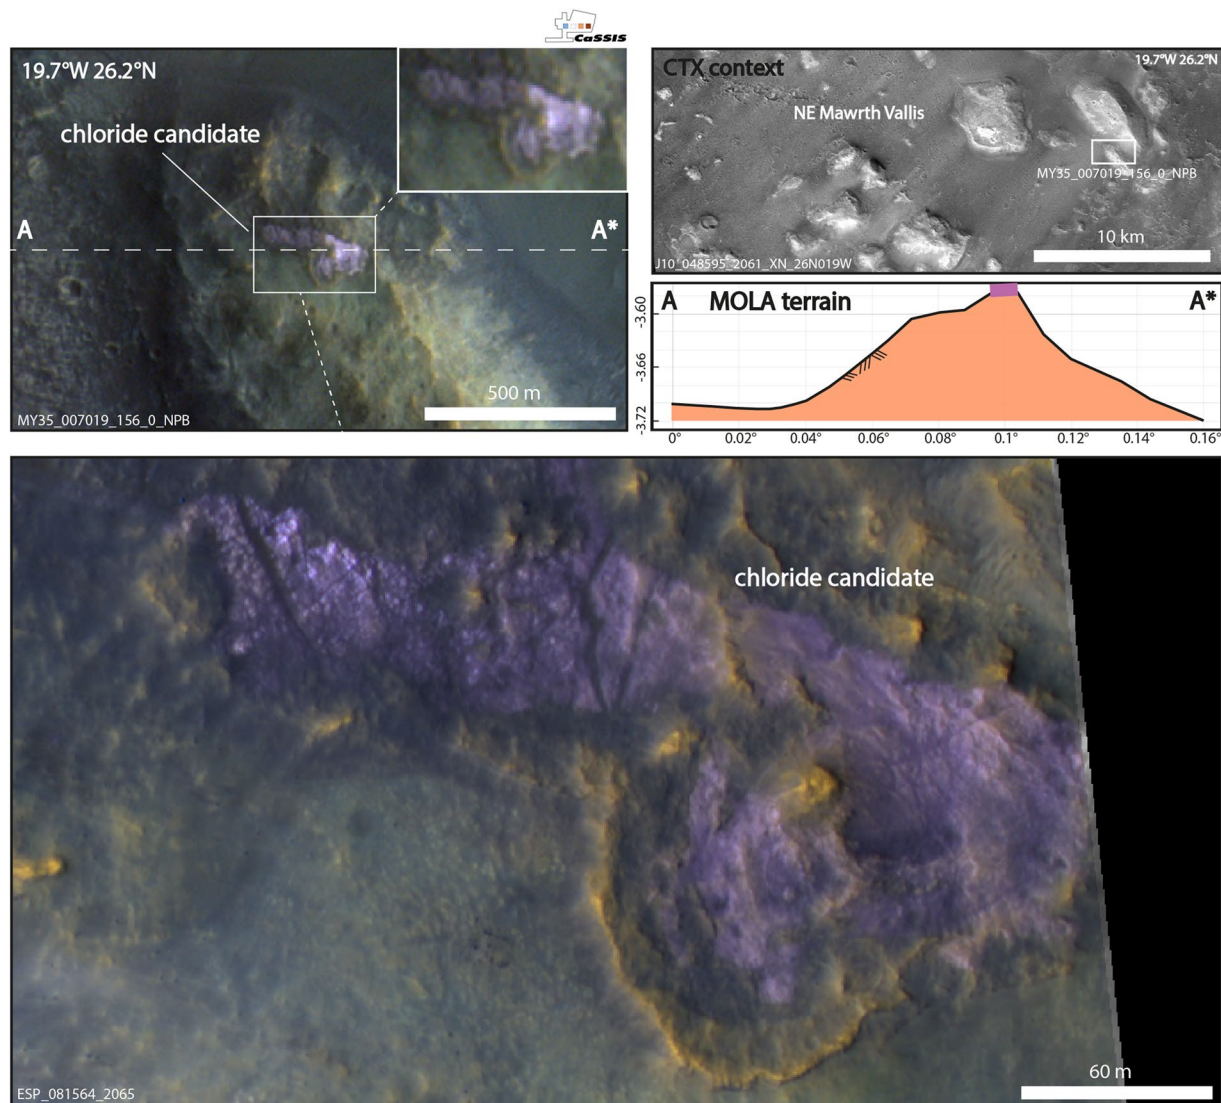 CaSSIS
19.7°W 26.2°N
chloride candidate
A
A*
500 m
MY35_007019_156_0_NPB
CTX context
19.7°W 26.2°N
NE Mawrth Vallis
MY35_007019_156_0_NPB
10 km
J10_048595_2061_XN_26N019W
A
MOLA terrain
A*
-3.60
-3.66
-3.72
0°
0.02°
0.04°
0.06°
0.08°
0.1°
0.12°
0.14°
0.16°
chloride candidate
60 m
ESP_081564_2065